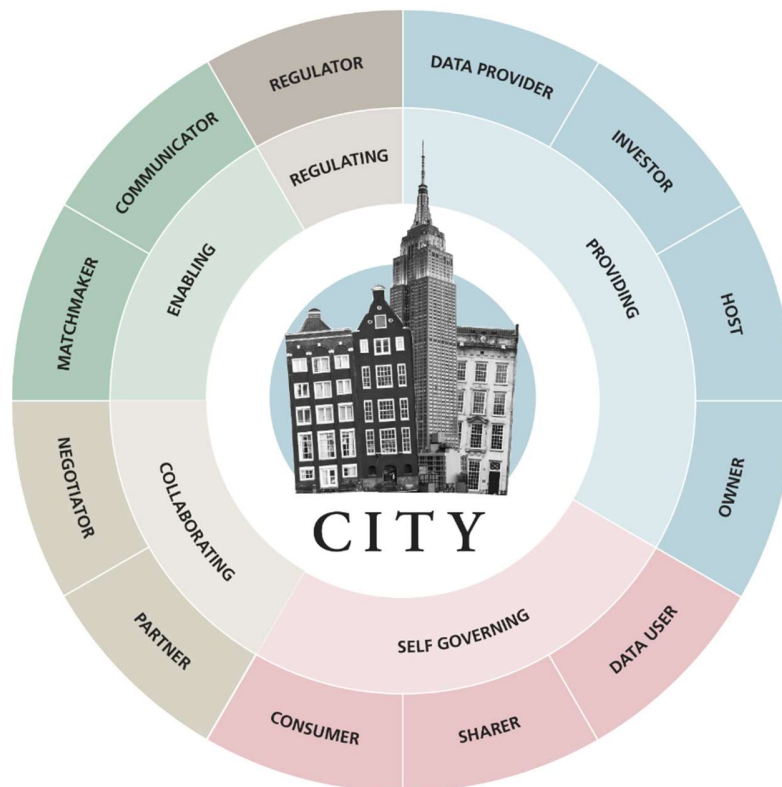 REGULATOR
DATA PROVIDER
INVESTOR
HOST
OWNER
DATA USER
SHARER
CONSUMER
PARTNER
NEGOTIATOR
MATCHMAKER
COMMUNICATOR
REGULATING
PROVIDING
SELF GOVERNING
COLLABORATING
ENABLING
CITY